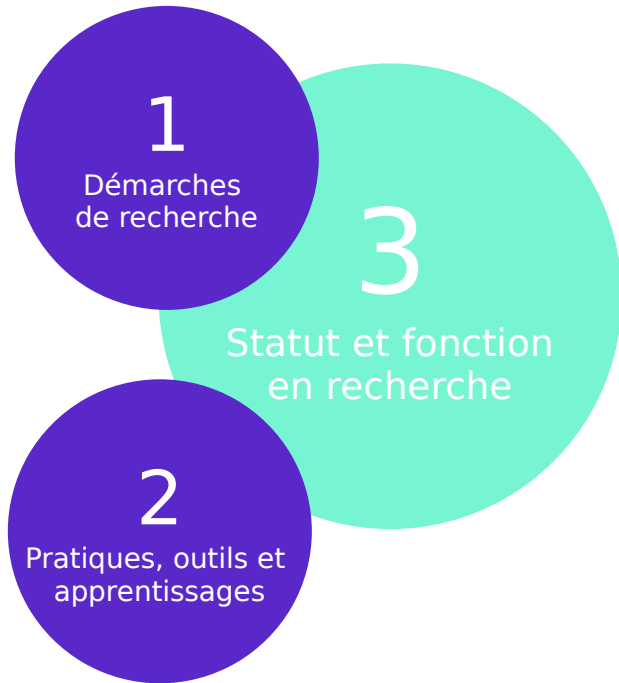 1
Démarches
de recherche
3
Statut et fonction
en recherche
2
Pratiques, outils et
apprentissages